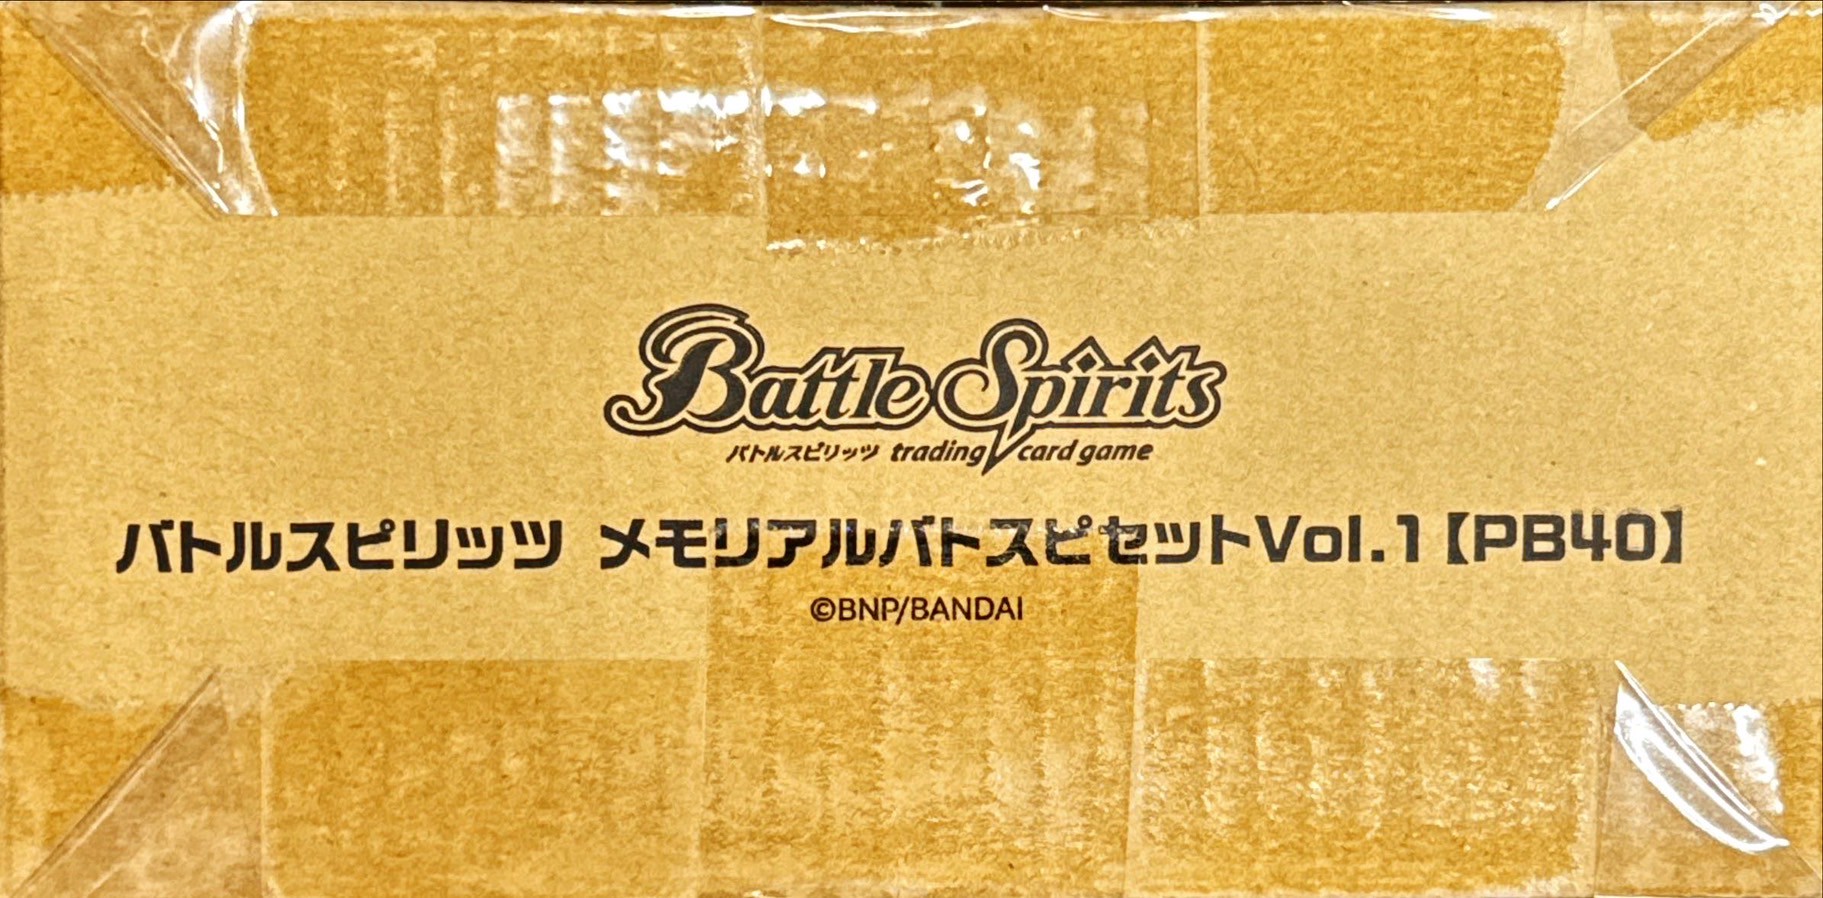 Battle Spirits
バトルスピリッツ trading card game
バトルスピリッツ メモリアルバトスピセットVol.1【PB40】
©BNP/BANDAI